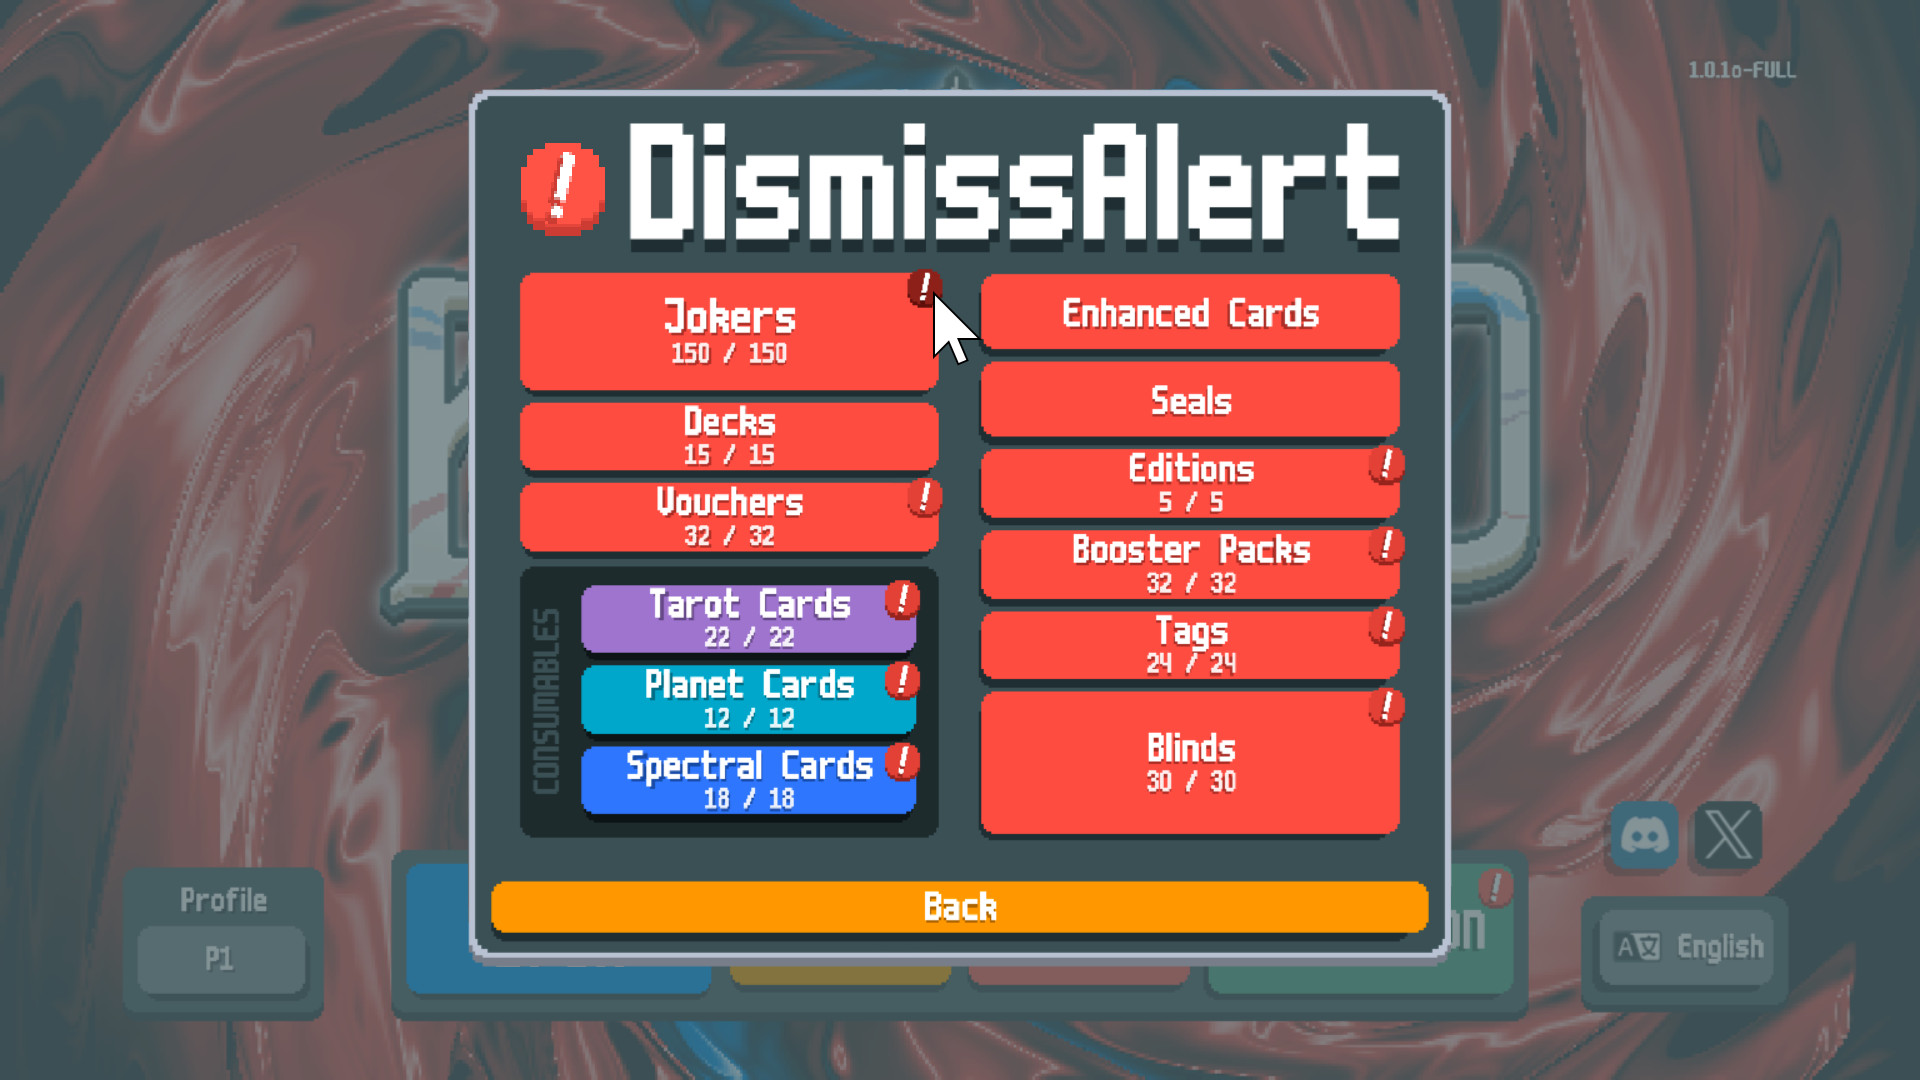 1.0.1o-FULL
! DismissAlert
Jokers !
150 / 150
Decks
15 / 15
Vouchers !
32 / 32
CONSUMABLES
Tarot Cards !
22 / 22
Planet Cards !
12 / 12
Spectral Cards !
18 / 18
Enhanced Cards
Seals
Editions !
5 / 5
Booster Packs !
32 / 32
Tags !
24 / 24
Blinds !
30 / 30
Back
Profile
P1
!
A文 English